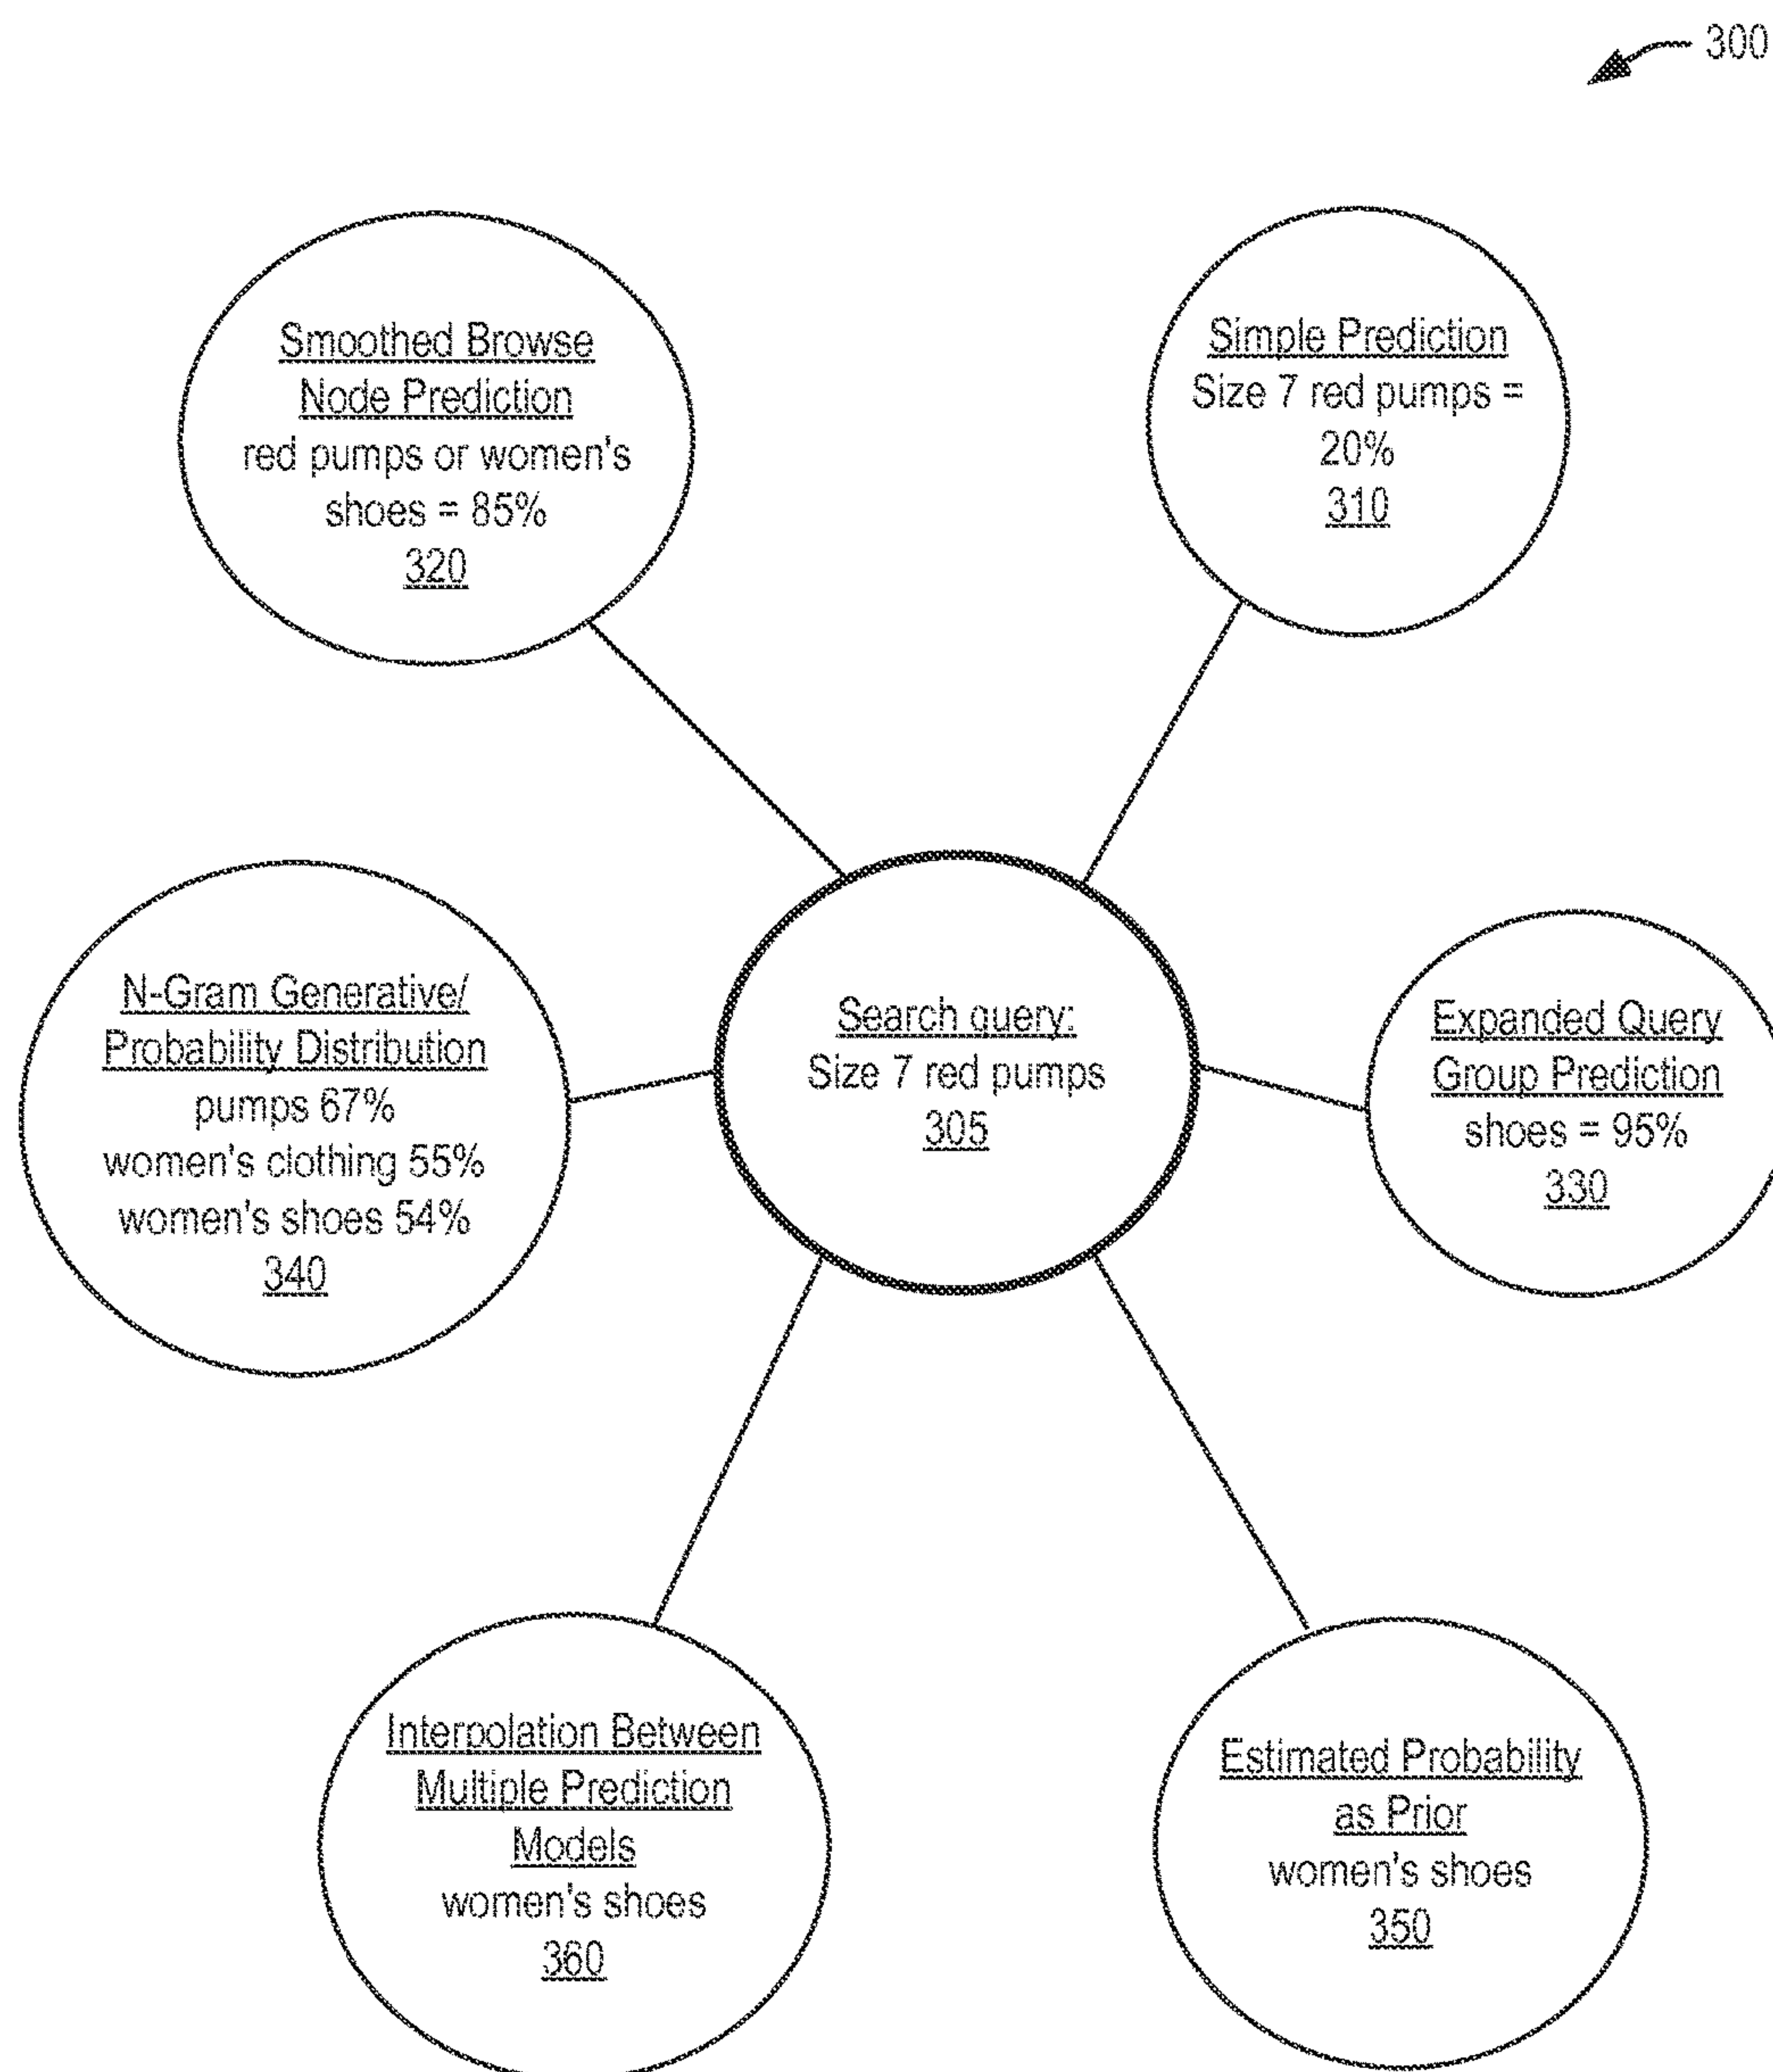 300
Smoothed Browse
Node Prediction
red pumps or women's
shoes = 85%
320
Simple Prediction
Size 7 red pumps =
20%
310
N-Gram Generative/
Probability Distribution
pumps 67%
women's clothing 55%
women's shoes 54%
340
Search query:
Size 7 red pumps
305
Expanded Query
Group Prediction
shoes = 95%
330
Interpolation Between
Multiple Prediction
Models
women's shoes
360
Estimated Probability
as Prior
women's shoes
350